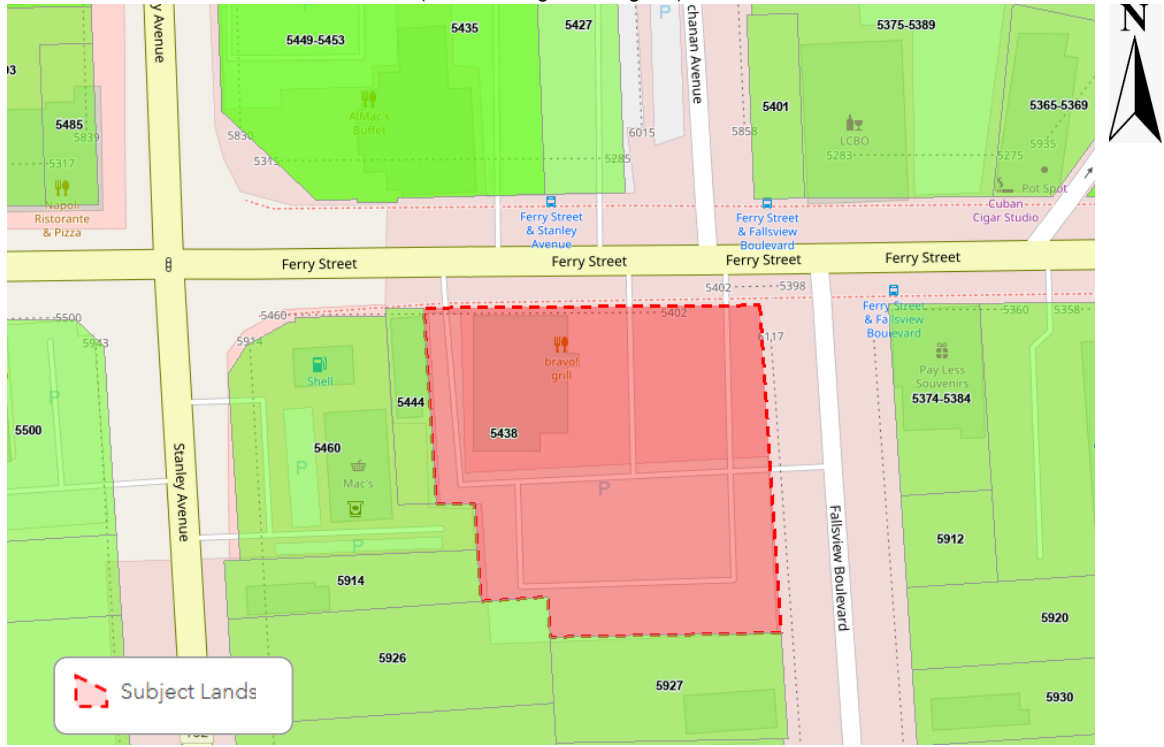 N
y Avenue
5449-5453
5435
5427
P
chanan Avenue
5375-5389
5401
5365-5369
93
5485
5839
5317
Napoli
Ristorante
& Pizza
A Mac's
Buffet
5830
5315
5285
6015
5858
LCBO
5283
5275
5935
Pot Spot
Cuban
Cigar Studio
Ferry Street
& Stanley
Avenue
Ferry Street
& Fallsview
Boulevard
Ferry Street
Ferry Street
Ferry Street
Ferry Street
5402
5398
Ferry Street
& Fallsview
Boulevard
5360
5358
5500
5943
P
5500
5460
5914
Shell
5444
5460
P
Mac's
P
5402
bravo!
grill
5438
P
6117
Pay Less
Souvenirs
5374-5384
Stanley Avenue
Fallsview Boulevard
5912
5914
5920
5926
5927
5930
Subject Lands